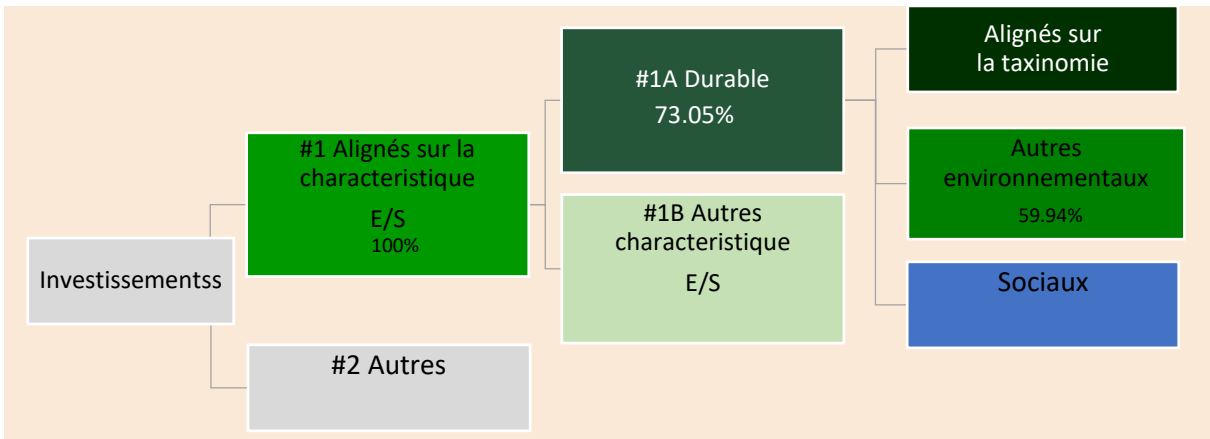 Investissementss
#1 Alignés sur la
characteristique
E/S
100%
#2 Autres
#1A Durable
73.05%
#1B Autres
characteristique
E/S
Alignés sur
la taxinomie
Autres
environnementaux
59.94%
Sociaux